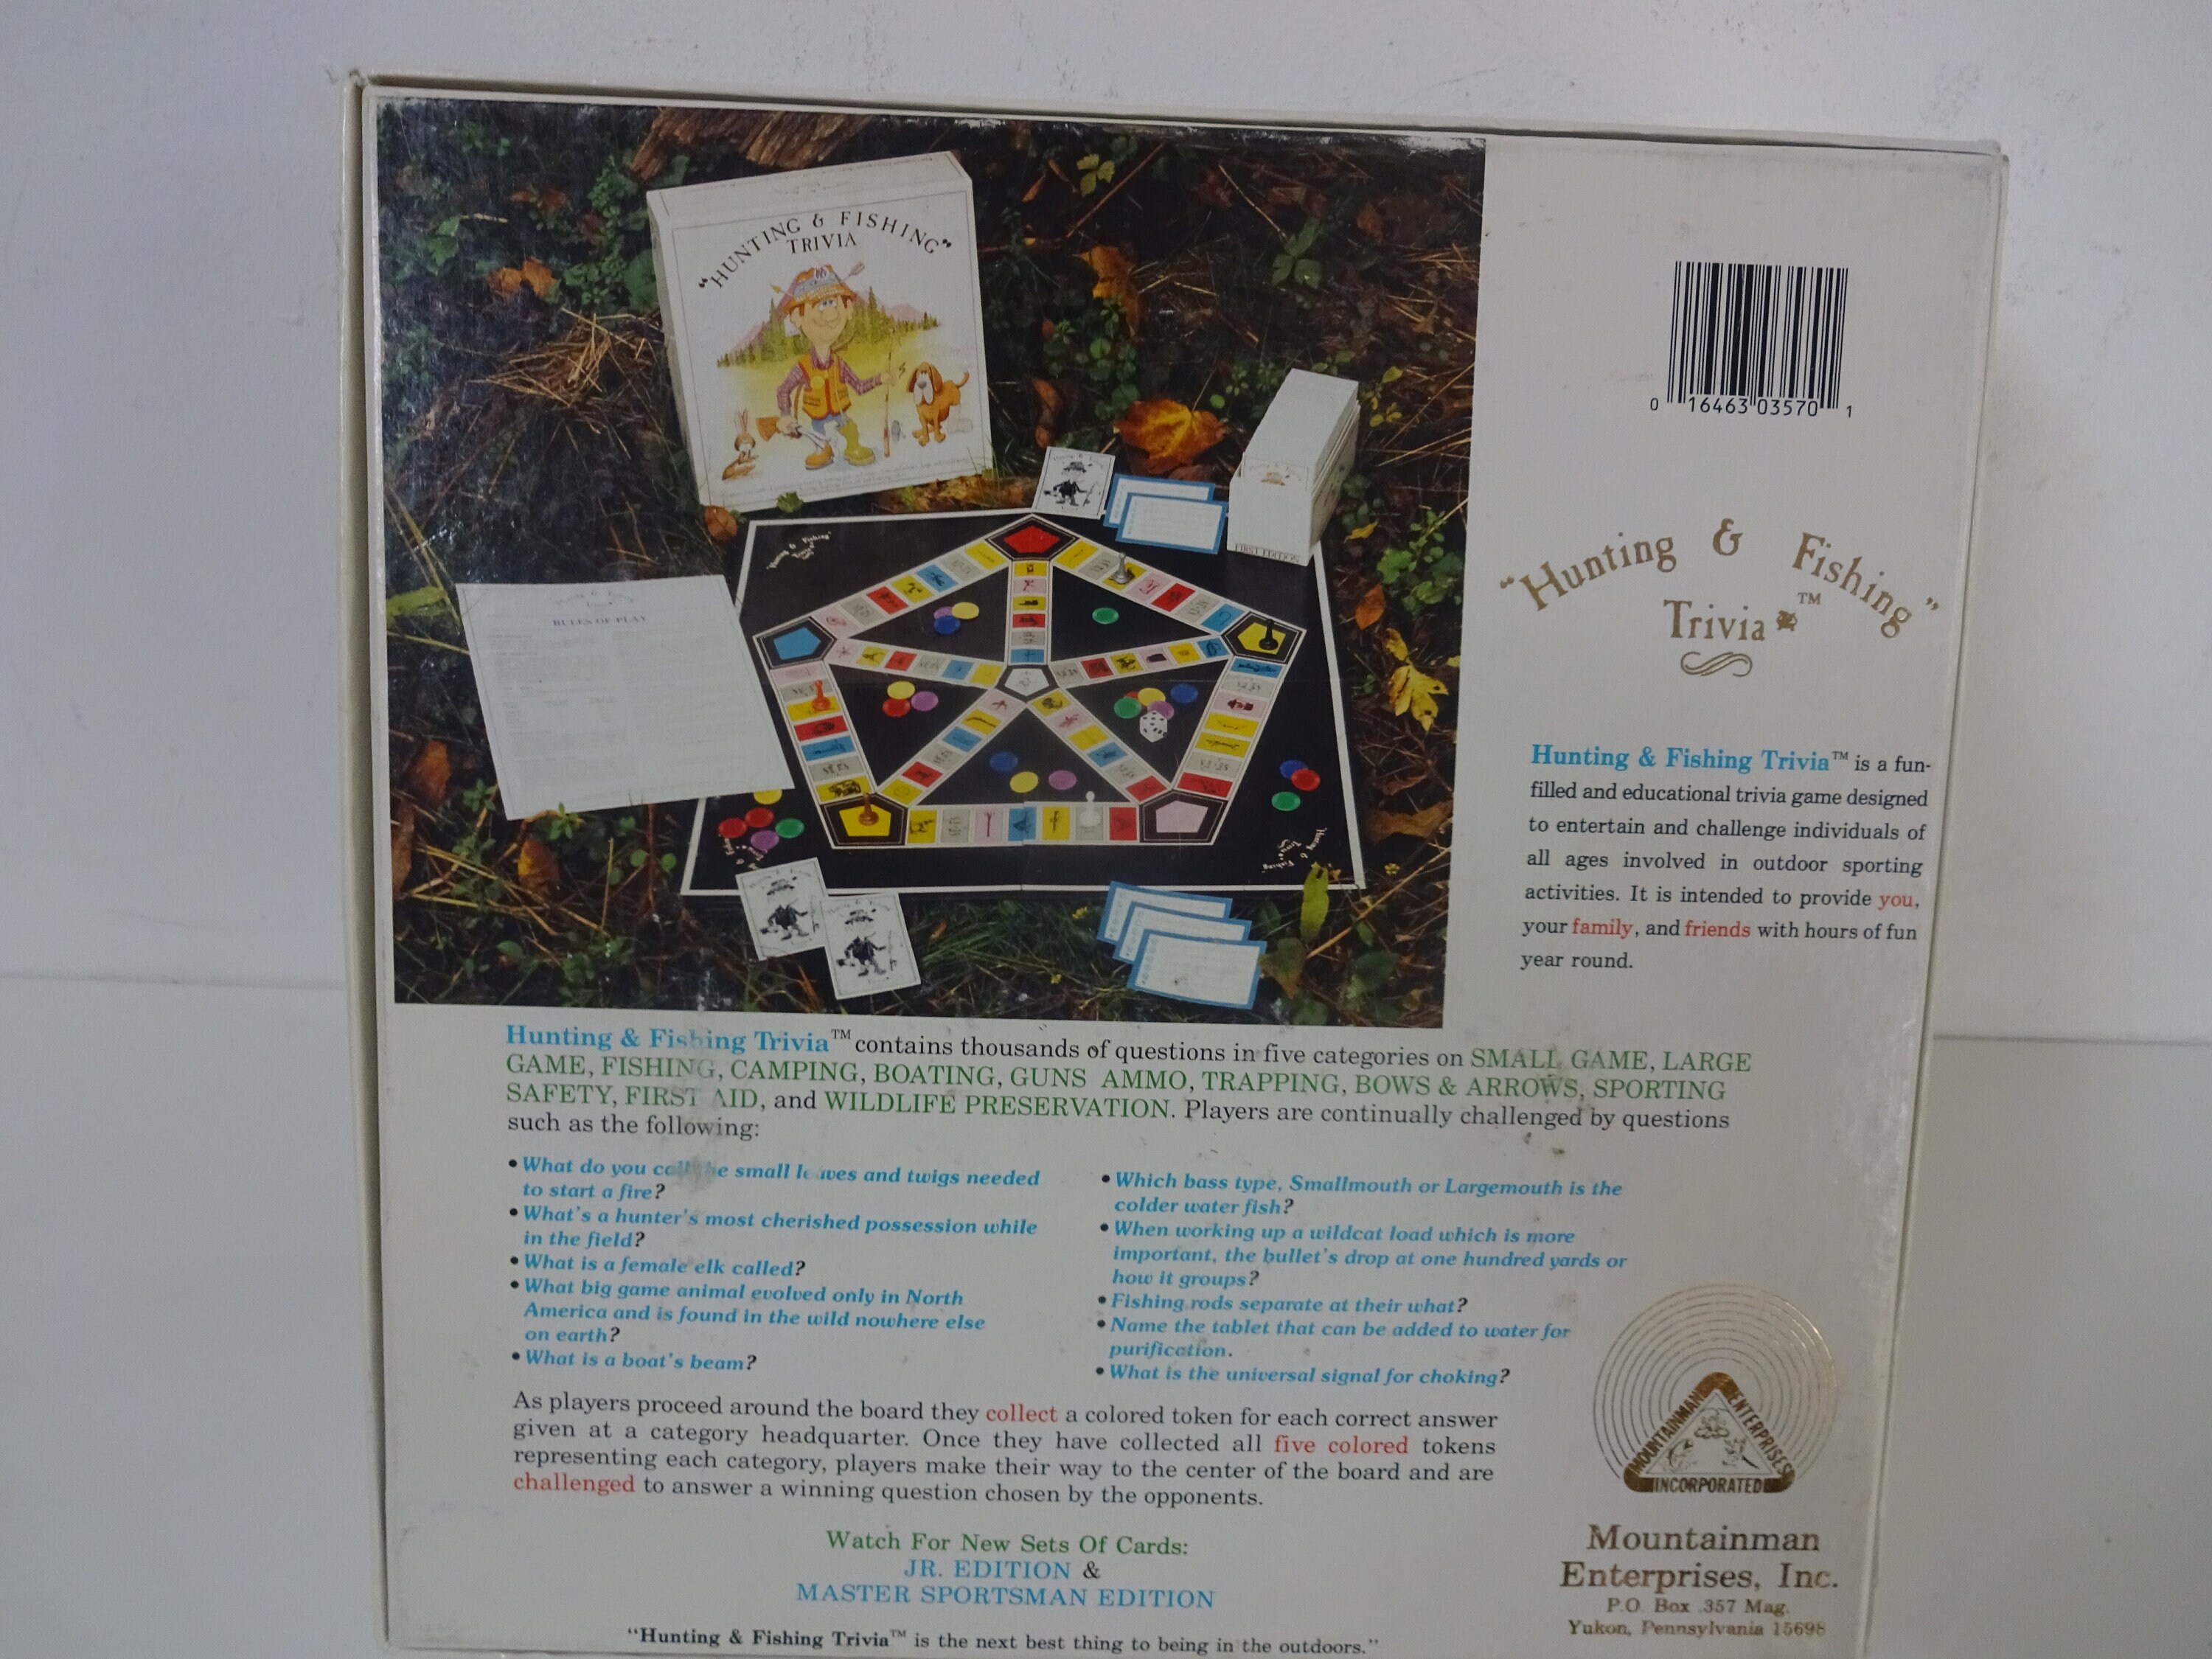 "HUNTING & FISHING"
TRIVIA
FIRST EDITION
RULES OF PLAY
0 16463 03570 1
"Hunting & Fishing"
Trivia™
Hunting & Fishing Trivia™ is a fun-
filled and educational trivia game designed
to entertain and challenge individuals of
all ages involved in outdoor sporting
activities. It is intended to provide you,
your family, and friends with hours of fun
year round.
Hunting & Fishing Trivia™ contains thousands of questions in five categories on SMALL GAME, LARGE
GAME, FISHING, CAMPING, BOATING, GUNS AMMO, TRAPPING, BOWS & ARROWS, SPORTING
SAFETY, FIRST AID, and WILDLIFE PRESERVATION. Players are continually challenged by questions
such as the following:
• What do you call the small leaves and twigs needed
to start a fire?
• What's a hunter's most cherished possession while
in the field?
• What is a female elk called?
• What big game animal evolved only in North
America and is found in the wild nowhere else
on earth?
• What is a boat's beam?
• Which bass type, Smallmouth or Largemouth is the
colder water fish?
• When working up a wildcat load which is more
important, the bullet's drop at one hundred yards or
how it groups?
• Fishing rods separate at their what?
• Name the tablet that can be added to water for
purification.
• What is the universal signal for choking?
As players proceed around the board they collect a colored token for each correct answer
given at a category headquarter. Once they have collected all five colored tokens
representing each category, players make their way to the center of the board and are
challenged to answer a winning question chosen by the opponents.
Watch For New Sets Of Cards:
JR. EDITION &
MASTER SPORTSMAN EDITION
"Hunting & Fishing Trivia™ is the next best thing to being in the outdoors."
MOUNTAINMAN ENTERPRISES
INCORPORATED
Mountainman
Enterprises, Inc.
P.O. Box .357 Mag.
Yukon, Pennsylvania 15698